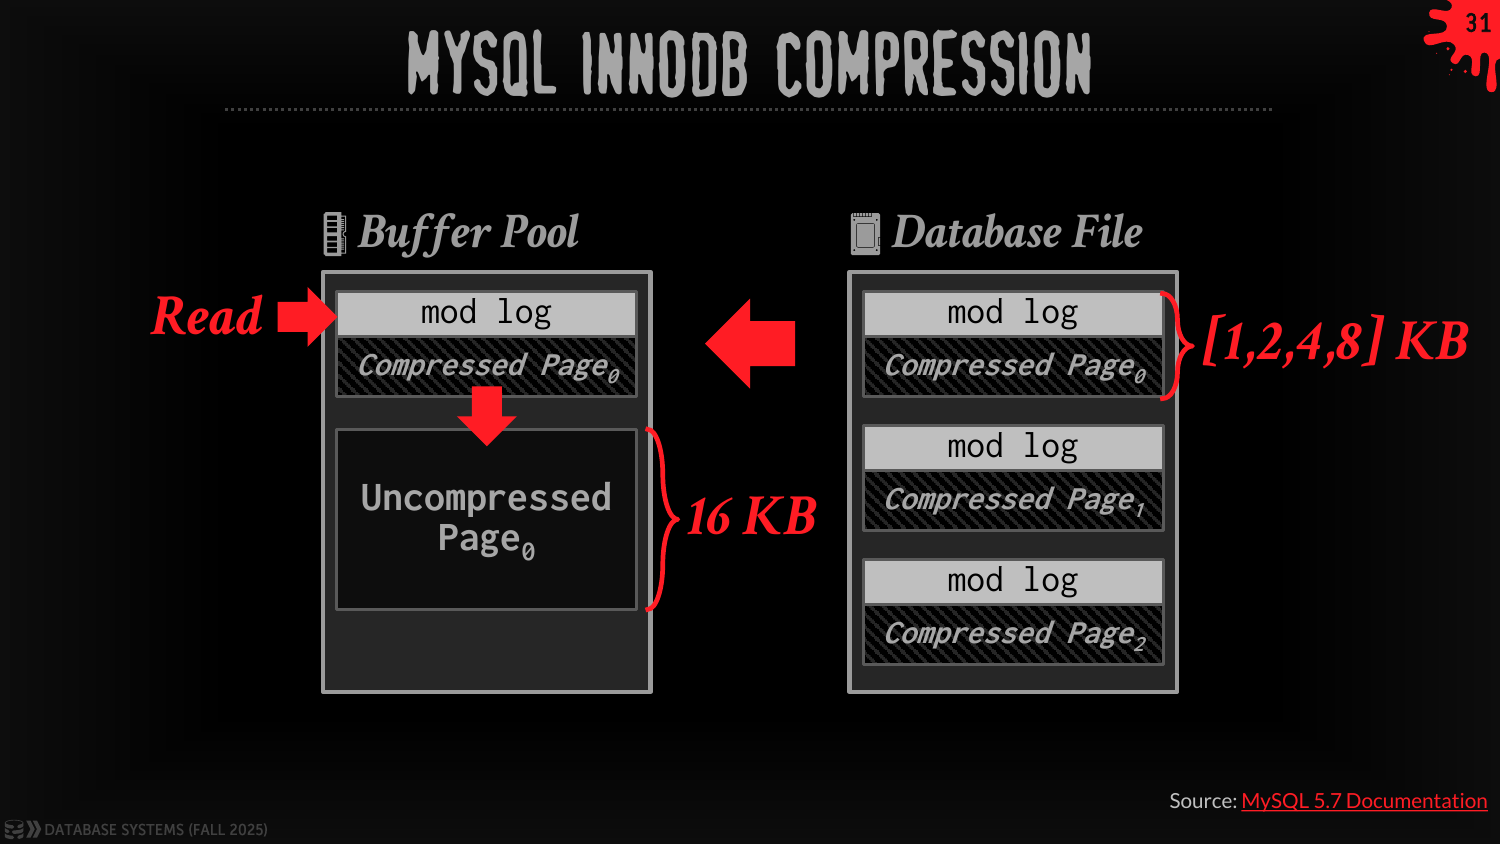 31
MYSQL INNODB COMPRESSION
Buffer Pool
Database File
Read
mod log
Compressed Page0
Uncompressed
Page0
16 KB
mod log
Compressed Page0
[1,2,4,8] KB
mod log
Compressed Page1
mod log
Compressed Page2
Source: MySQL 5.7 Documentation
DATABASE SYSTEMS (FALL 2025)